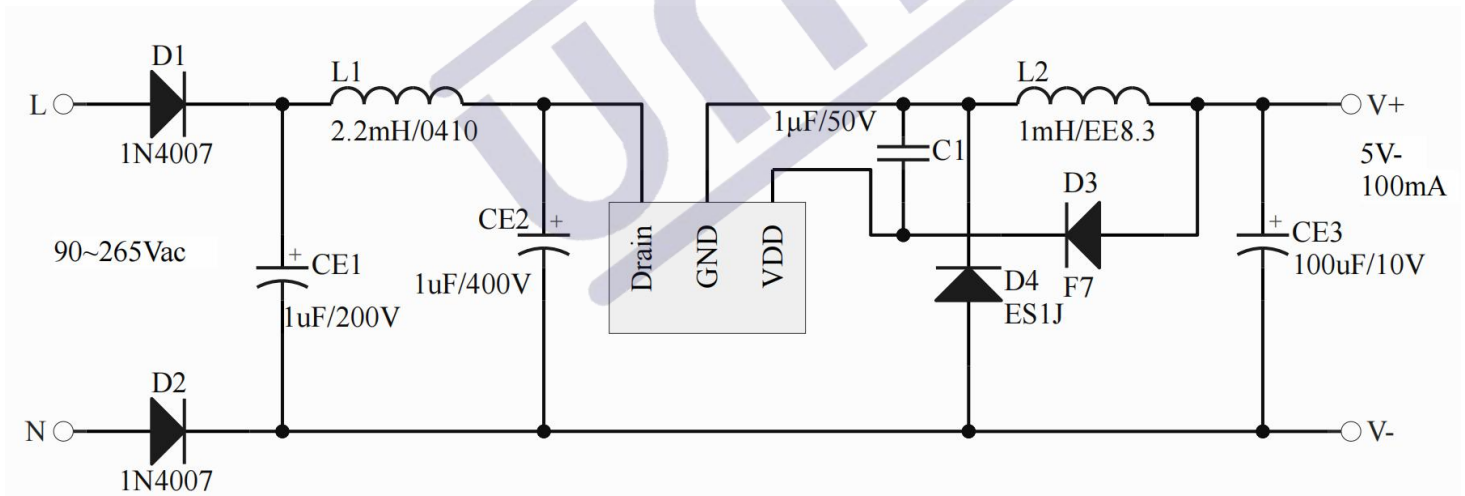 D1
1N4007
L
L1
2.2mH/0410
1µF/50V
C1
L2
1mH/EE8.3
V+
5V-
100mA
D3
F7
CE2
+
1uF/400V
Drain
GND
VDD
90~265Vac
+
CE1
1uF/200V
D4
ES1J
+
CE3
100uF/10V
D2
1N4007
N
V-